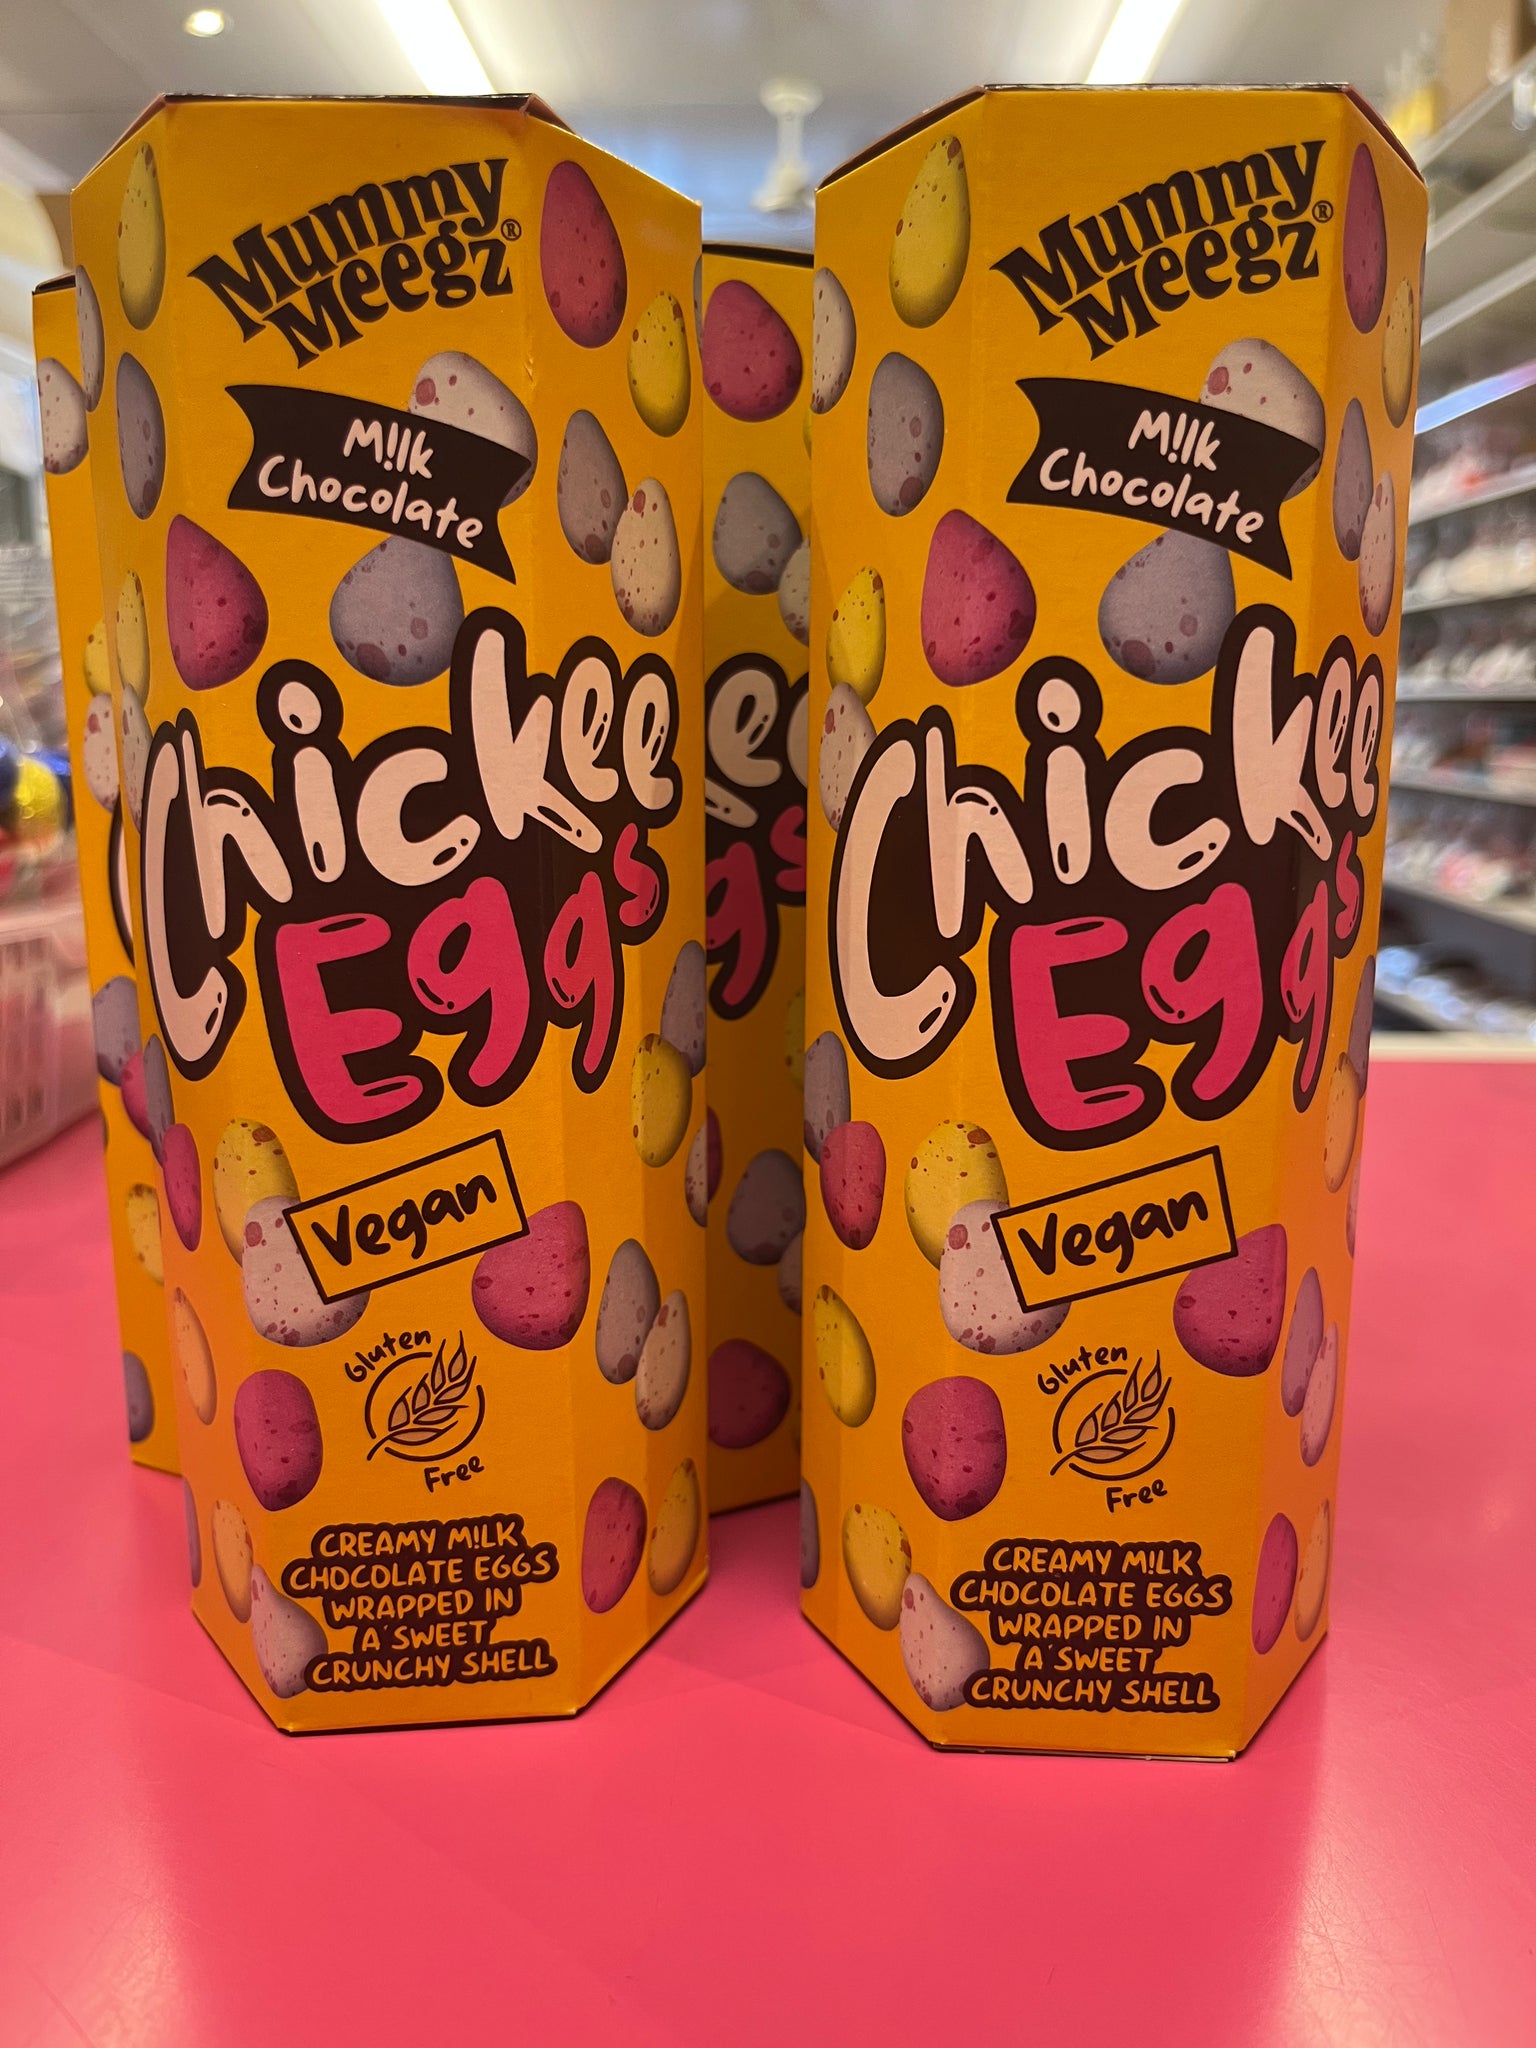 Mummy
Meegz®
M!lk
Chocolate
Chickee
Eggs
Vegan
Gluten
Free
CREAMY M!LK
CHOCOLATE EGGS
WRAPPED IN
A SWEET
CRUNCHY SHELL
Mummy
Meegz®
M!lk
Chocolate
Chickee
Eggs
Vegan
Gluten
Free
CREAMY M!LK
CHOCOLATE EGGS
WRAPPED IN
A SWEET
CRUNCHY SHELL